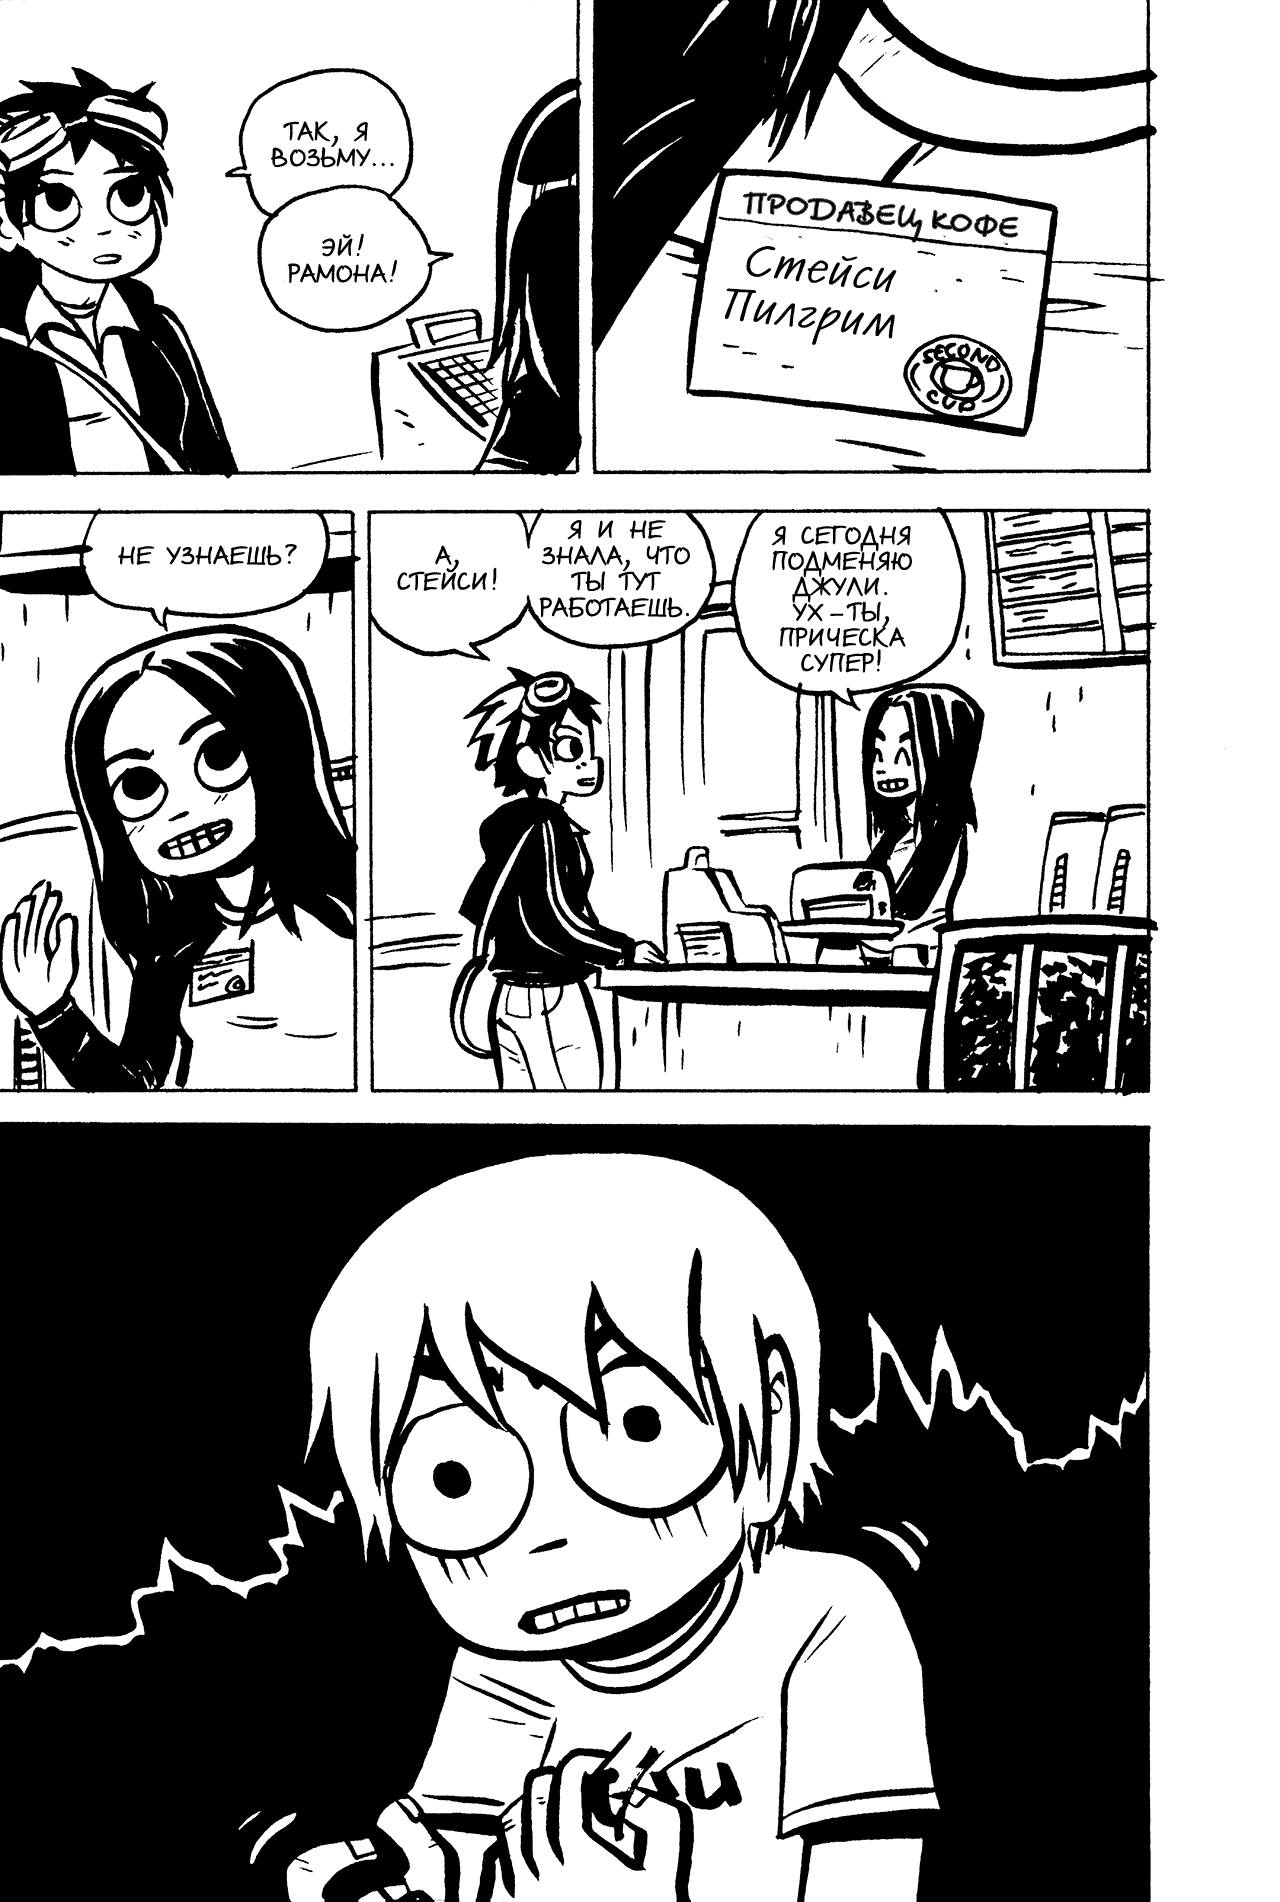 ТАК, Я
ВОЗЬМУ...
ЭЙ!
РАМОНА!
ПРОДАВЕЦ КОФЕ
Стейси
Пилгрим
SECOND
CUP
НЕ УЗНАЕШЬ?
А,
СТЕЙСИ!
Я И НЕ
ЗНАЛА, ЧТО
ТЫ ТУТ
РАБОТАЕШЬ.
Я СЕГОДНЯ
ПОДМЕНЯЮ
ДЖУЛИ.
УХ-ТЫ,
ПРИЧЕСКА
СУПЕР!